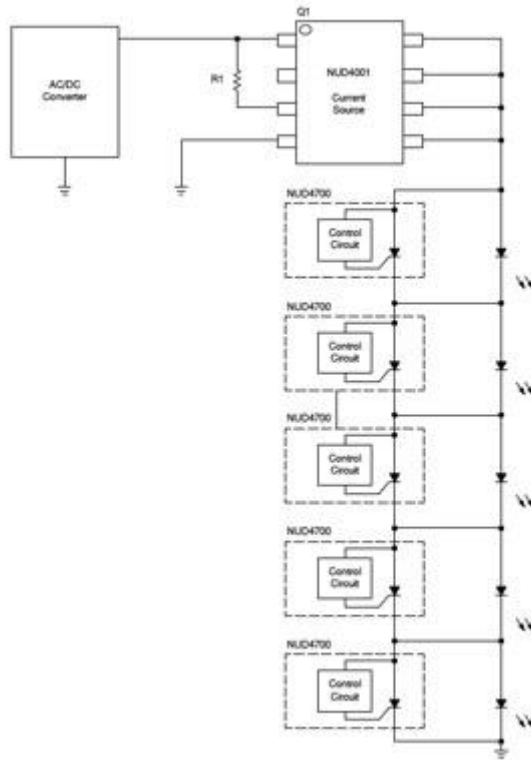 Q1
AC/DC
Converter
R1
NUD4001
Current
Source
NUD4700
Control
Circuit
NUD4700
Control
Circuit
NUD4700
Control
Circuit
NUD4700
Control
Circuit
NUD4700
Control
Circuit